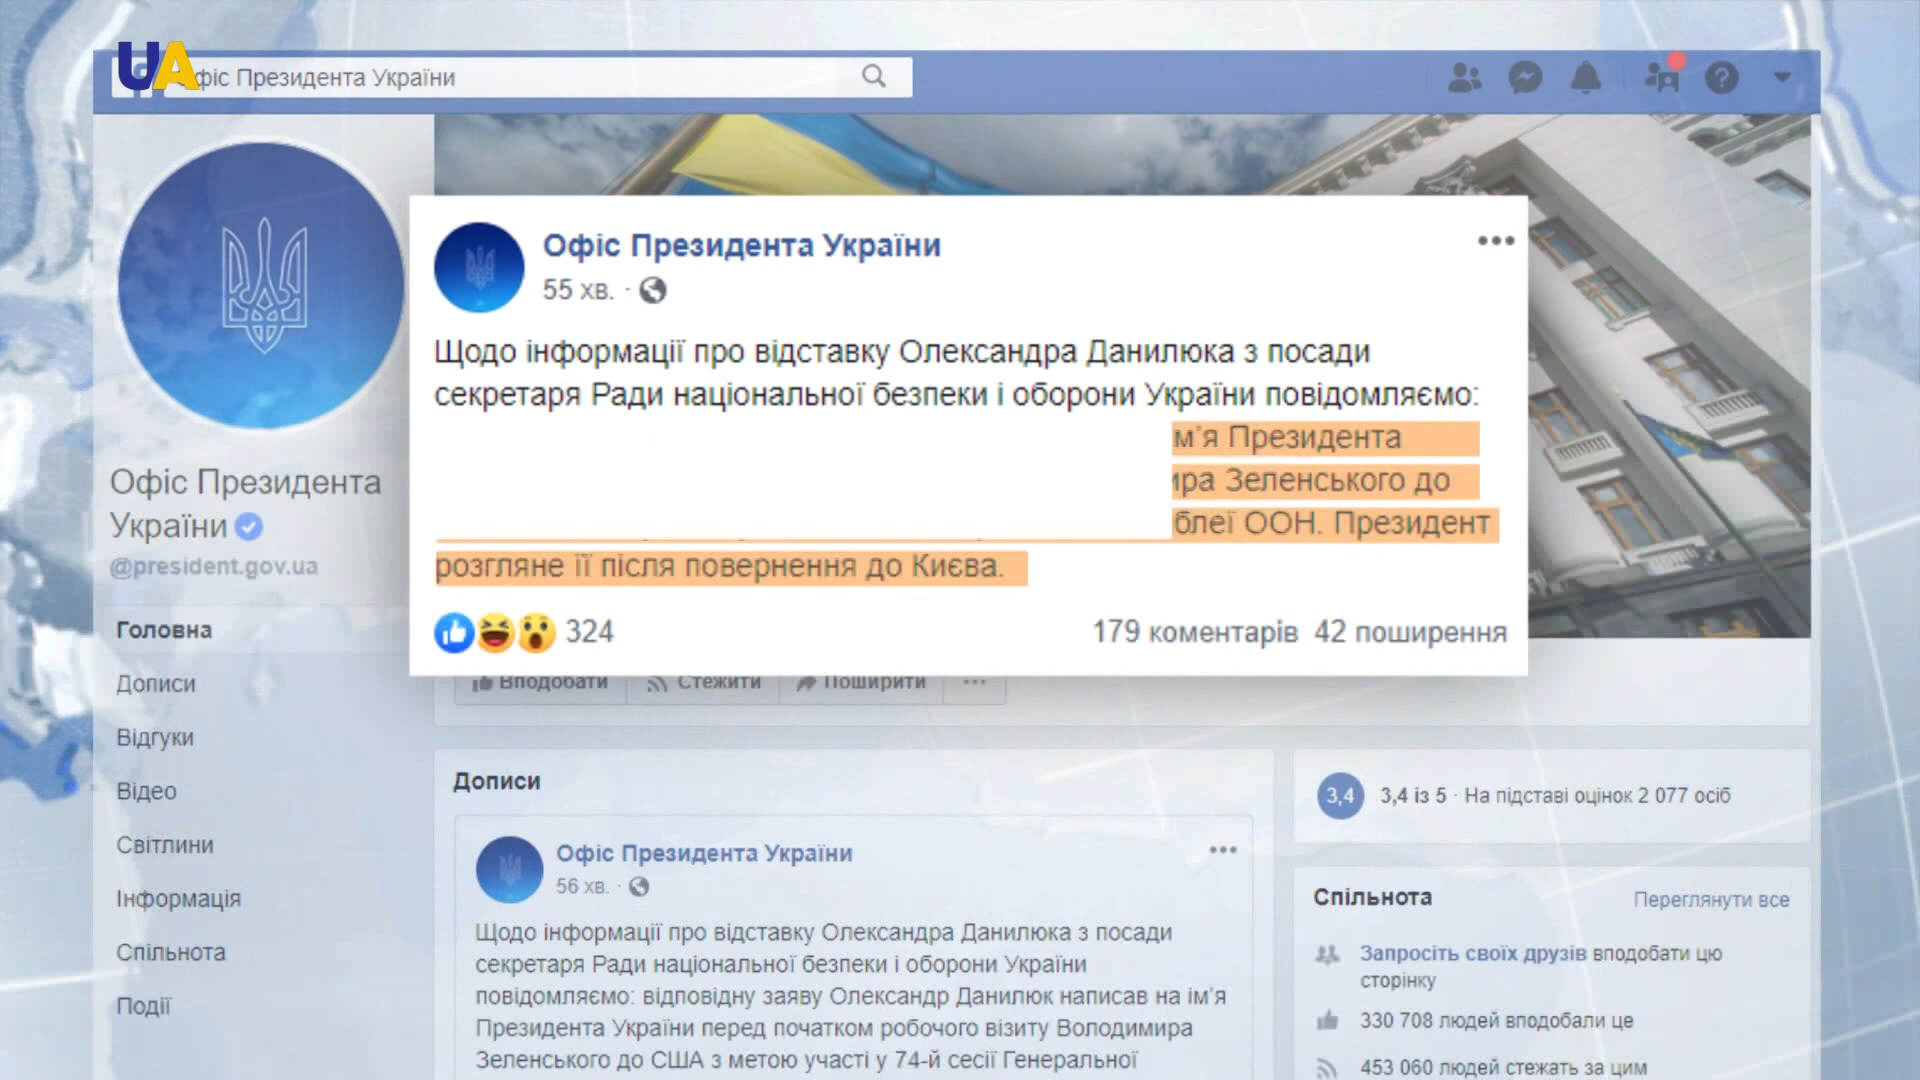 UA
фіс Президента України
Офіс Президента України
55 хв. ·
Щодо інформації про відставку Олександра Данилюка з посади
секретаря Ради національної безпеки і оборони України повідомляємо:
м'я Президента
ира Зеленського до
блеї ООН. Президент
розгляне її після повернення до Києва.
324
179 коментарів 42 поширення
Офіс Президента
України
@president.gov.ua
Головна
Дописи
Відгуки
Відео
Світлини
Інформація
Спільнота
Події
Вподобати Стежити Поширити ...
Дописи
Офіс Президента України
56 хв. ·
Щодо інформації про відставку Олександра Данилюка з посади
секретаря Ради національної безпеки і оборони України
повідомляємо: відповідну заяву Олександр Данилюк написав на ім'я
Президента України перед початком робочого візиту Володимира
Зеленського до США з метою участі у 74-й сесії Генеральної
3,4 3,4 із 5 · На підставі оцінок 2 077 осіб
Спільнота Переглянути все
Запросіть своїх друзів вподобати цю
сторінку
330 708 людей вподобали це
453 060 людей стежать за цим